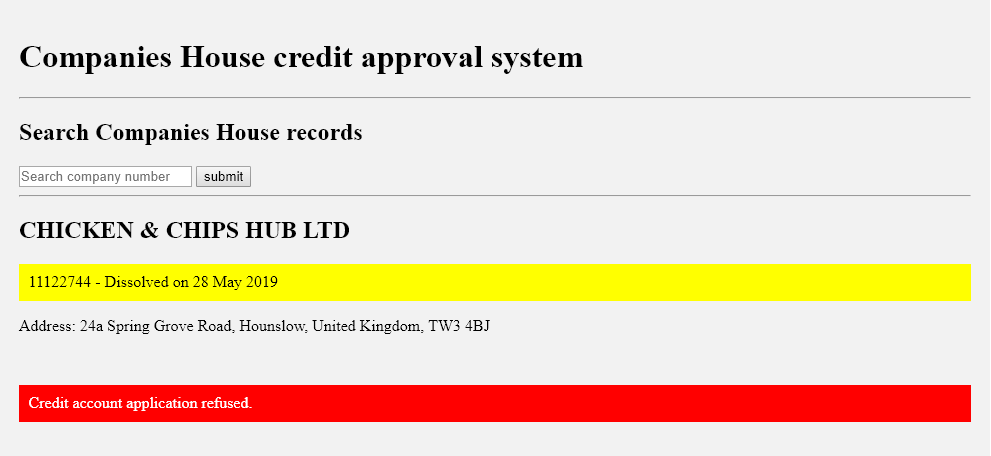 Companies House credit approval system
Search Companies House records
Search company number submit
CHICKEN & CHIPS HUB LTD
11122744 - Dissolved on 28 May 2019
Address: 24a Spring Grove Road, Hounslow, United Kingdom, TW3 4BJ
Credit account application refused.